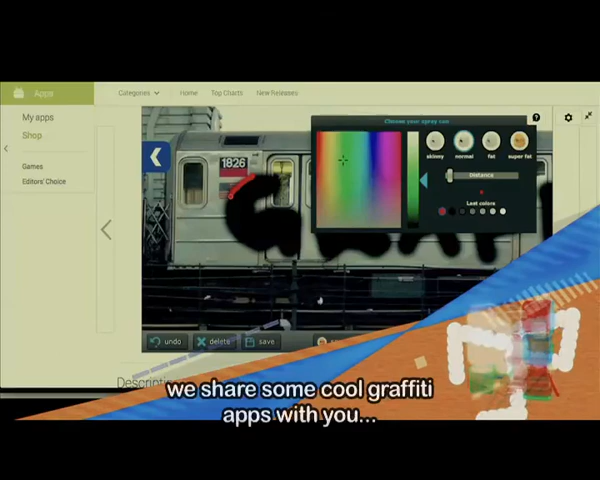 Apps
Categories
Home
Top Charts
New Releases
My apps
Shop
Games
Editors' Choice
1826
Choose your spray can
skinny
normal
fat
super fat
Distance
Last colors
undo
delete
save
we share some cool graffiti
apps with you...